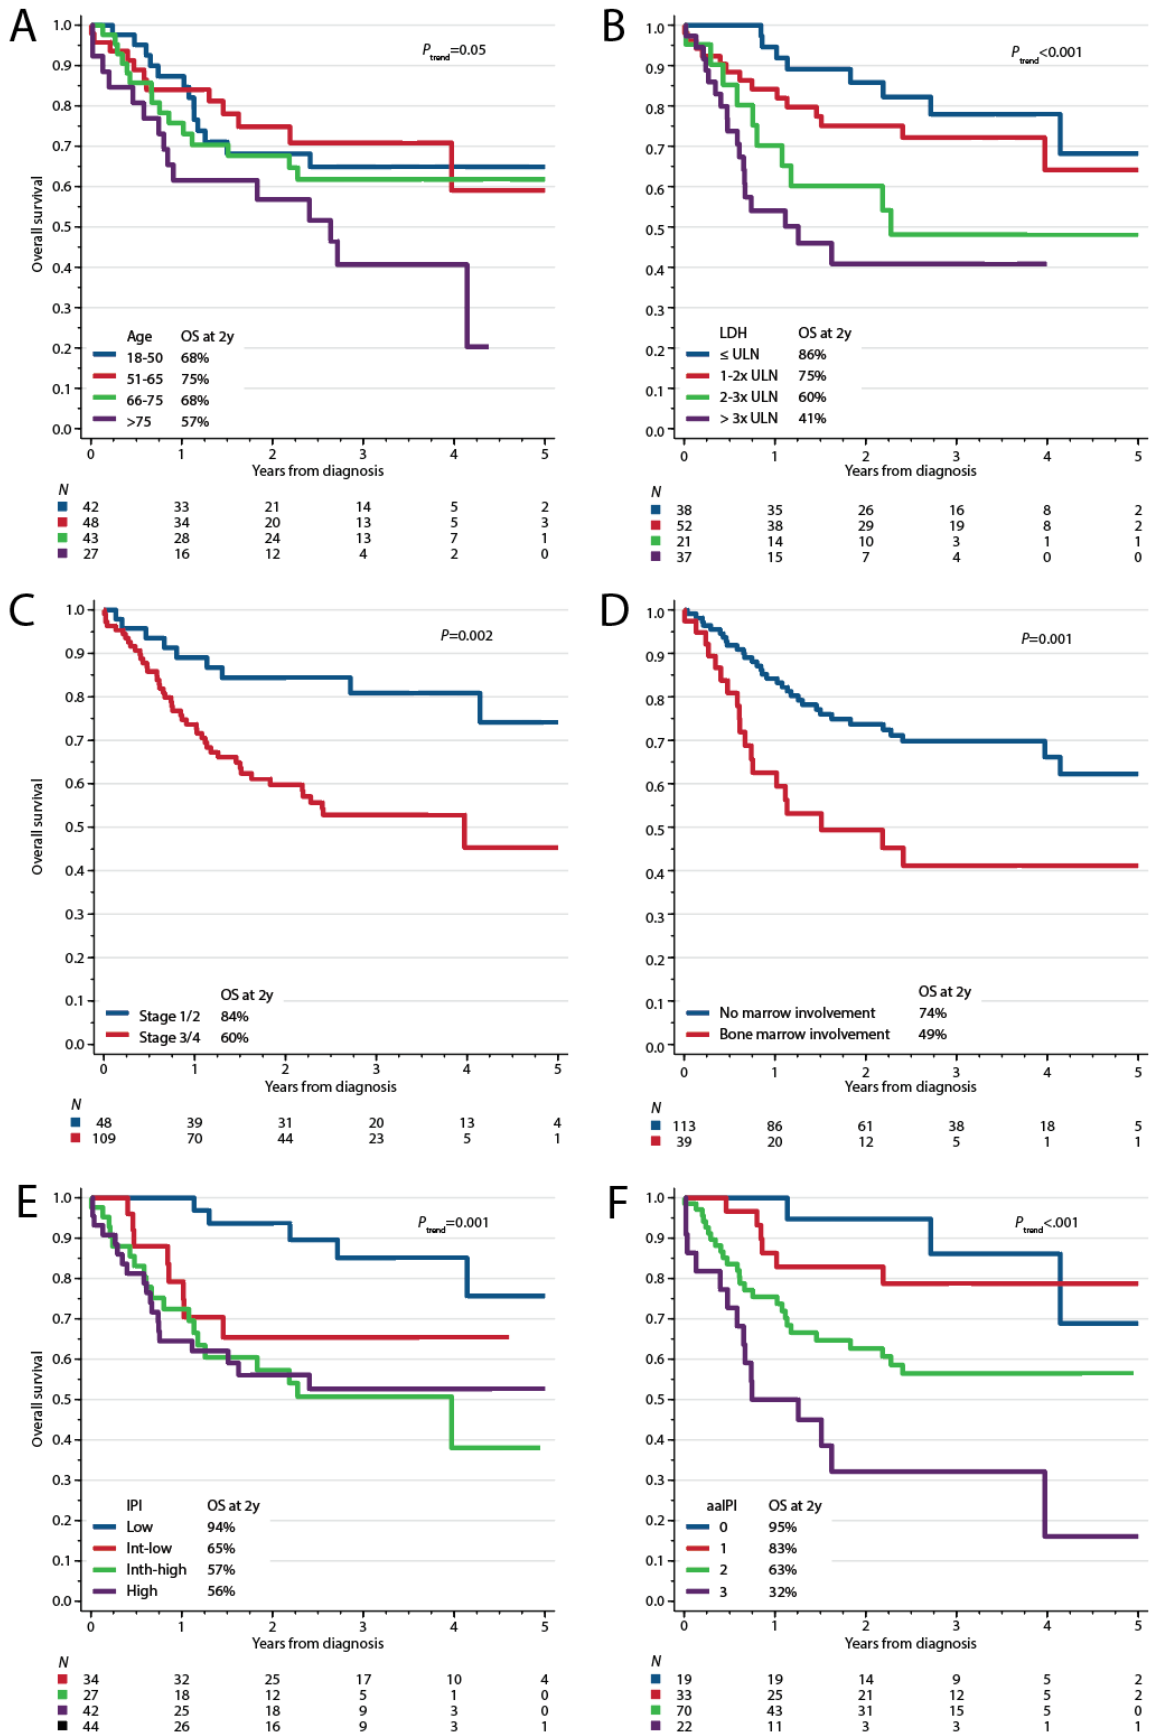 A
P trend=0.05
1.0
0.9
0.8
0.7
0.6
0.5
0.4
0.3
0.2
0.1
0.0
Overall survival
Age OS at 2y
18-50 68%
51-65 75%
66-75 68%
>75 57%
0 1 2 3 4 5
Years from diagnosis
N
42 33 21 14 5 2
48 34 20 13 5 3
43 28 24 13 7 1
27 16 12 4 2 0
B
P trend<0.001
1.0
0.9
0.8
0.7
0.6
0.5
0.4
0.3
0.2
0.1
0.0
LDH OS at 2y
≤ ULN 86%
1-2x ULN 75%
2-3x ULN 60%
> 3x ULN 41%
0 1 2 3 4 5
Years from diagnosis
N
38 35 26 16 8 2
52 38 29 19 8 2
21 14 10 3 1 1
37 15 7 4 0 0
C
P=0.002
1.0
0.9
0.8
0.7
0.6
0.5
0.4
0.3
0.2
0.1
0.0
Overall survival
OS at 2y
Stage 1/2 84%
Stage 3/4 60%
0 1 2 3 4 5
Years from diagnosis
N
48 39 31 20 13 4
109 70 44 23 5 1
D
P=0.001
1.0
0.9
0.8
0.7
0.6
0.5
0.4
0.3
0.2
0.1
0.0
OS at 2y
No marrow involvement 74%
Bone marrow involvement 49%
0 1 2 3 4 5
Years from diagnosis
N
113 86 61 38 18 5
39 20 12 5 1 1
E
P trend=0.001
1.0
0.9
0.8
0.7
0.6
0.5
0.4
0.3
0.2
0.1
0.0
Overall survival
IPI OS at 2y
Low 94%
Int-low 65%
Inth-high 57%
High 56%
0 1 2 3 4 5
Years from diagnosis
N
34 32 25 17 10 4
27 18 12 5 1 0
42 25 18 9 3 0
44 26 16 9 3 1
F
P trend<.001
1.0
0.9
0.8
0.7
0.6
0.5
0.4
0.3
0.2
0.1
0.0
aaIPI OS at 2y
0 95%
1 83%
2 63%
3 32%
0 1 2 3 4 5
Years from diagnosis
N
19 19 14 9 5 2
33 25 21 12 5 2
70 43 31 15 5 0
22 11 3 3 1 1